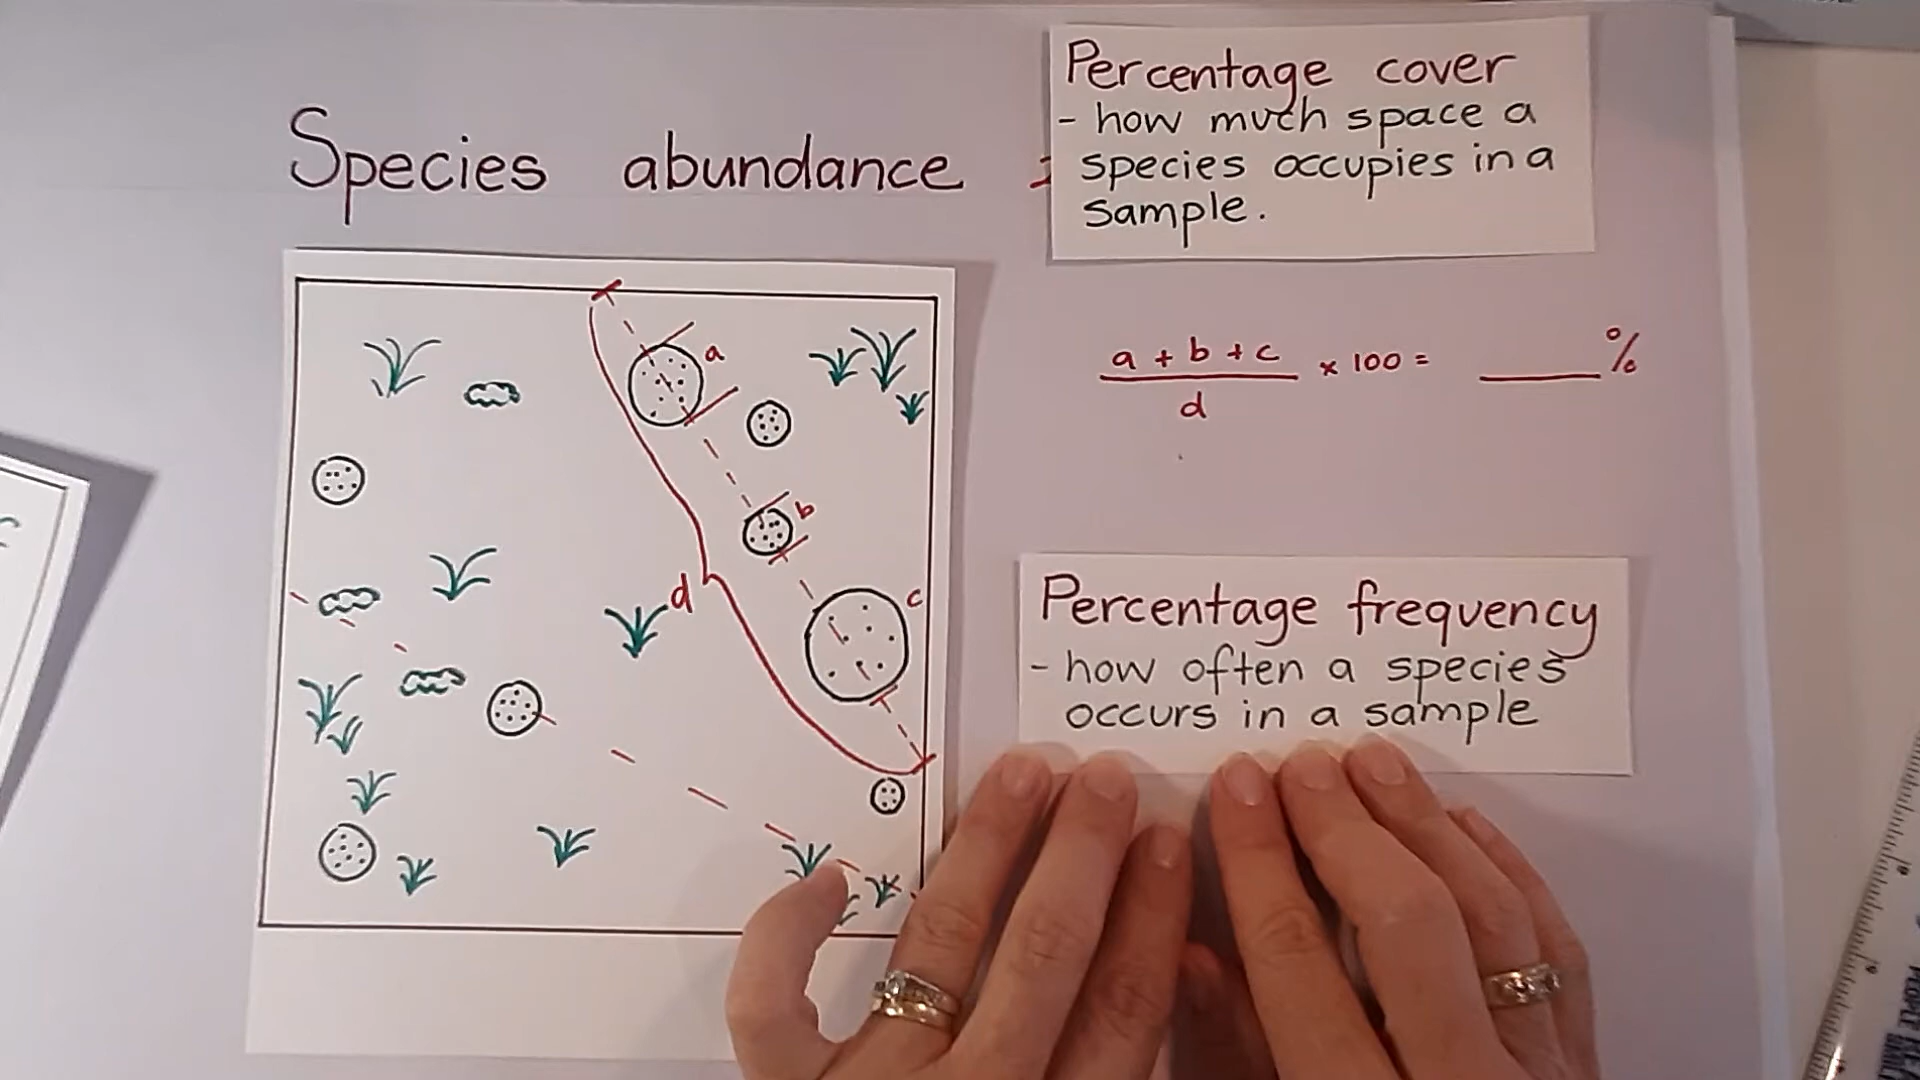 Percentage cover
- how much space a
species occupies in a
sample.
Species abundance
a + b + c
d
x 100 = %
a
b
c
d
Percentage frequency
- how often a species
occurs in a sample
PEOPLE